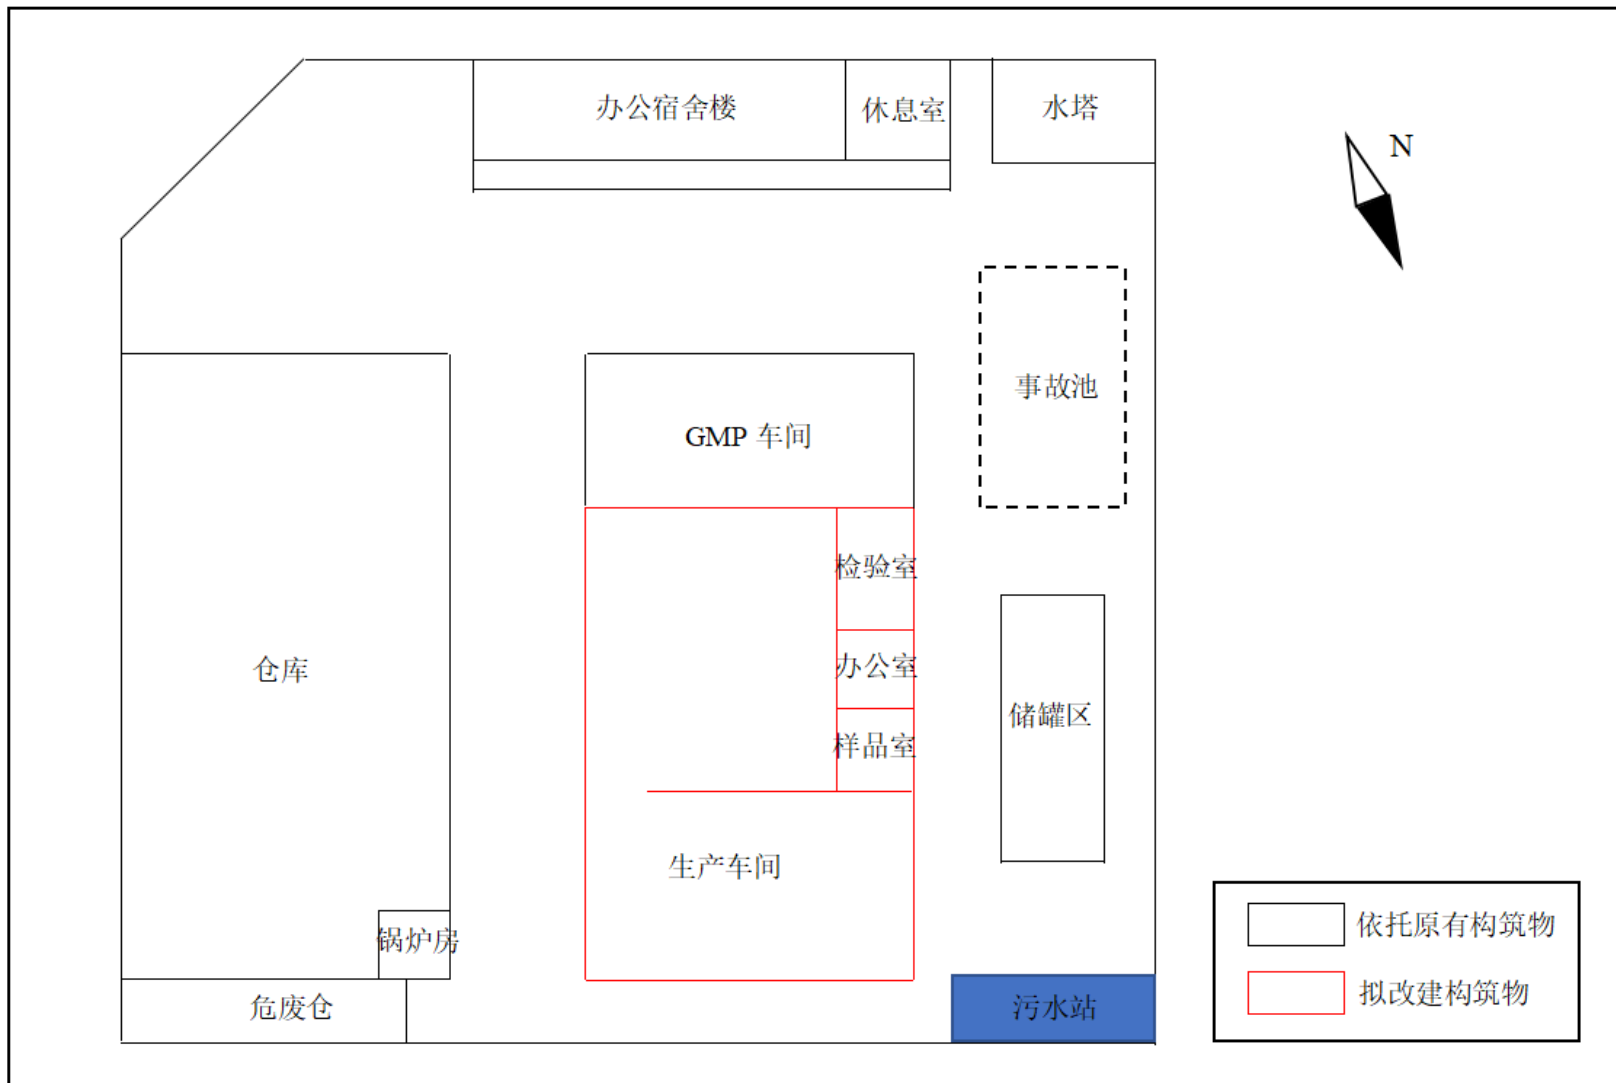 办公宿舍楼
休息室
水塔
N
事故池
GMP 车间
检验室
办公室
仓库
储罐区
样品室
生产车间
锅炉房
依托原有构筑物
拟改建构筑物
危废仓
污水站